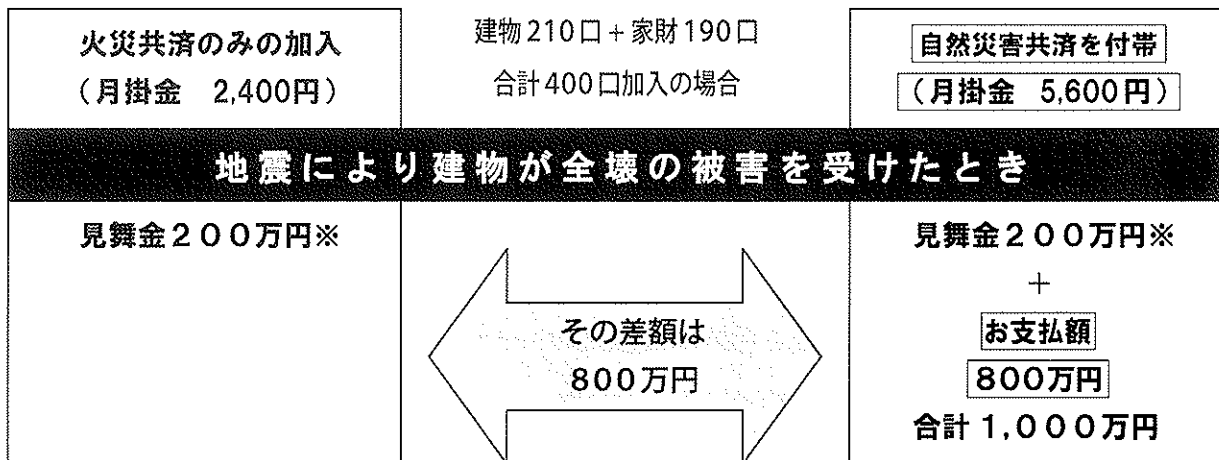 火災共済のみの加入
（月掛金　2,400円）
建物210口＋家財190口
合計400口加入の場合
自然災害共済を付帯
（月掛金　5,600円）
地震により建物が全壊の被害を受けたとき
見舞金200万円※
その差額は
800万円
見舞金200万円※
＋
お支払額
800万円
合計1,000万円